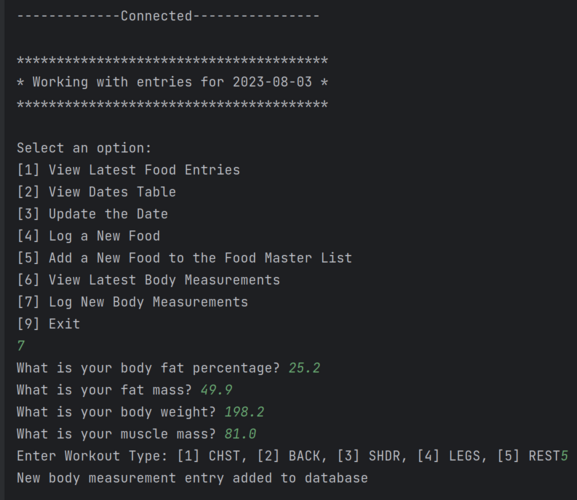 -------------Connected----------------
***************************************
* Working with entries for 2023-08-03 *
***************************************
Select an option:
[1] View Latest Food Entries
[2] View Dates Table
[3] Update the Date
[4] Log a New Food
[5] Add a New Food to the Food Master List
[6] View Latest Body Measurements
[7] Log New Body Measurements
[9] Exit
7
What is your body fat percentage? 25.2
What is your fat mass? 49.9
What is your body weight? 198.2
What is your muscle mass? 81.0
Enter Workout Type: [1] CHST, [2] BACK, [3] SHDR, [4] LEGS, [5] REST5
New body measurement entry added to database